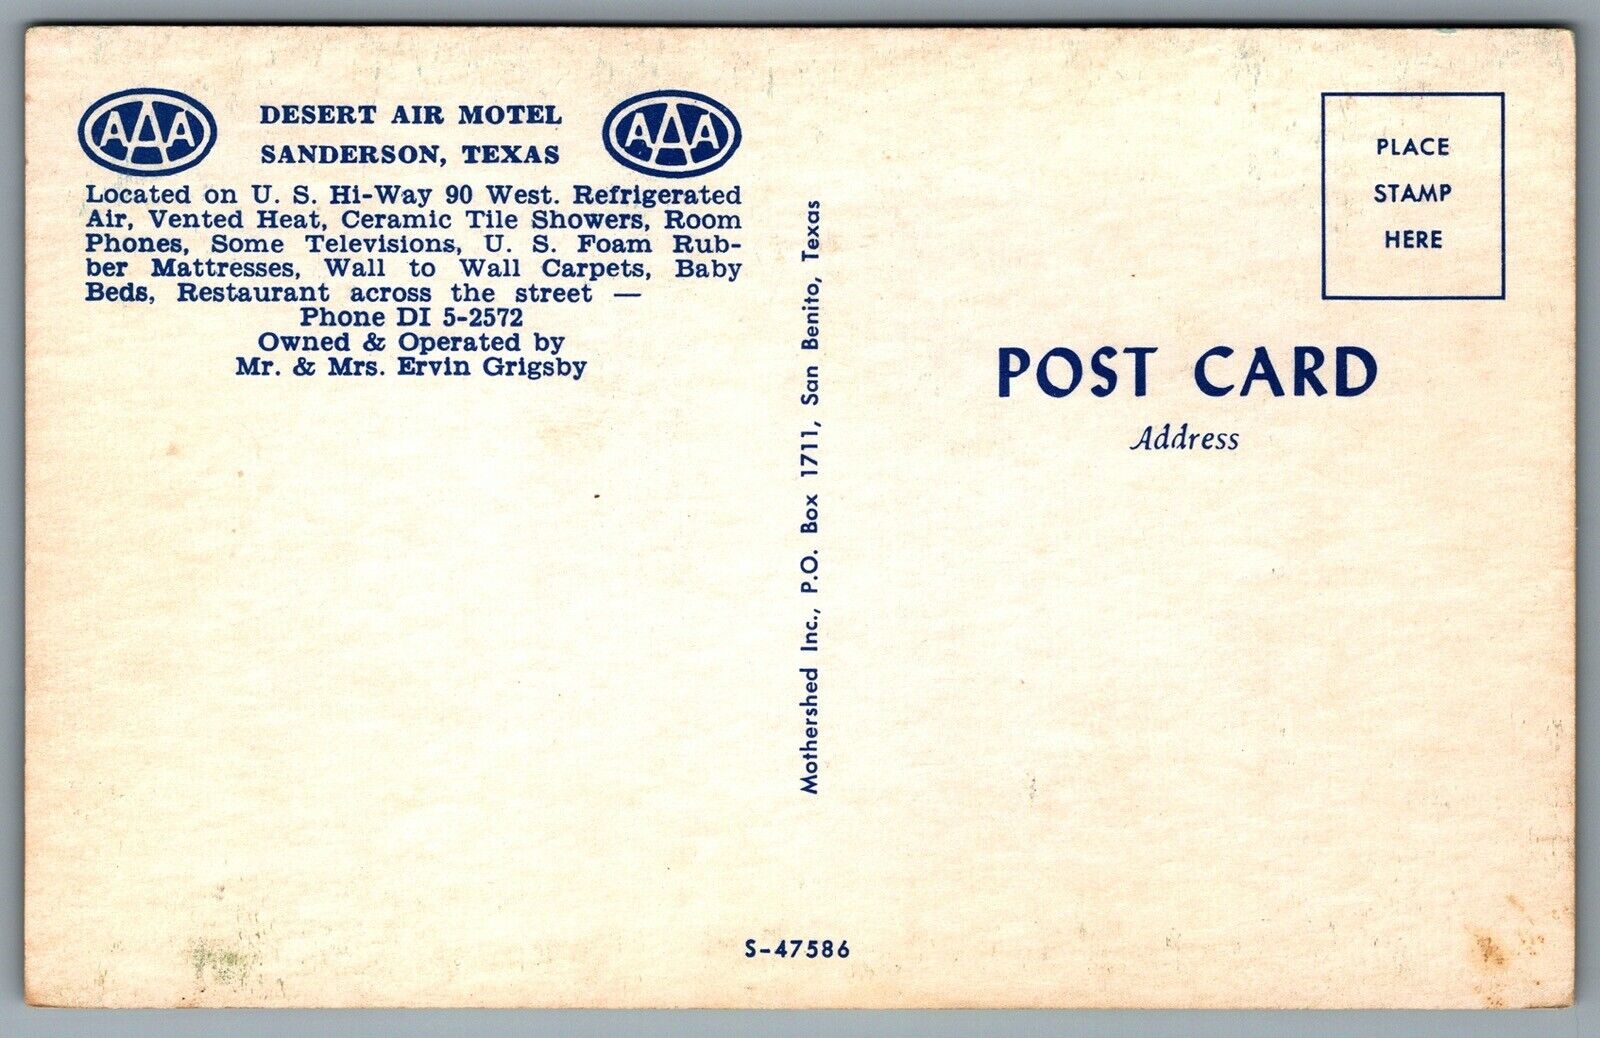 AAA
DESERT AIR MOTEL
SANDERSON, TEXAS
AAA
Located on U. S. Hi-Way 90 West. Refrigerated
Air, Vented Heat, Ceramic Tile Showers, Room
Phones, Some Televisions, U. S. Foam Rub-
ber Mattresses, Wall to Wall Carpets, Baby
Beds, Restaurant across the street —
Phone DI 5-2572
Owned & Operated by
Mr. & Mrs. Ervin Grigsby
Mothershed Inc., P.O. Box 1711, San Benito, Texas
S-47586
PLACE
STAMP
HERE
POST CARD
Address